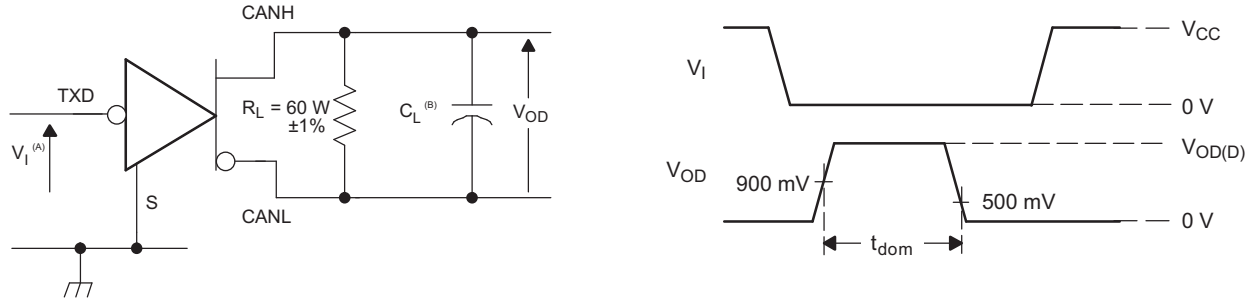 CANH
TXD
R_L = 60 W
±1%
C_L (B)
V_OD
V_I (A)
S
CANL
V_I
V_CC
0 V
V_OD
900 mV
V_OD(D)
500 mV
0 V
t_dom